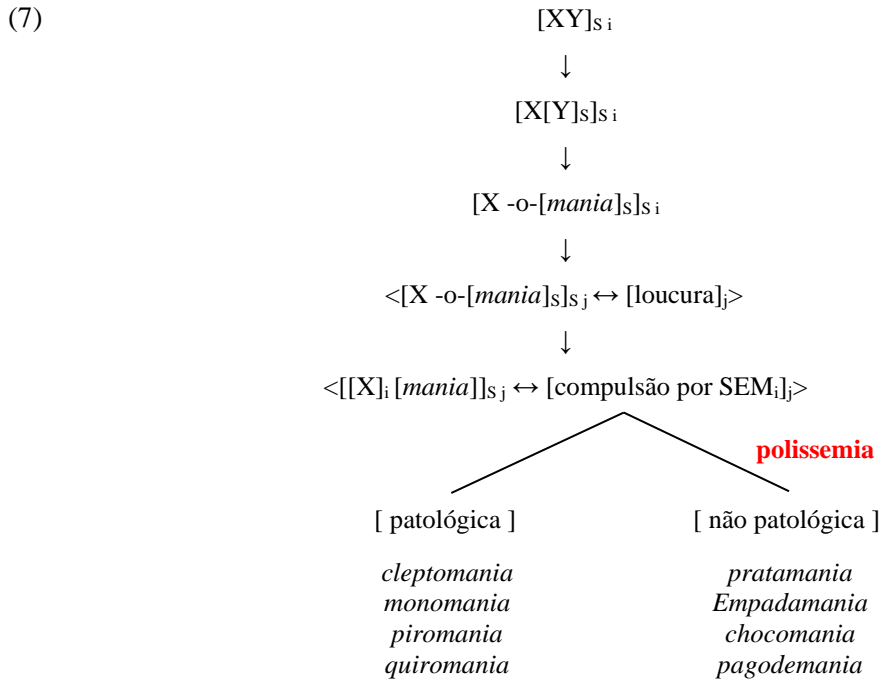 (7) [XY]S i
↓
[X[Y]S]S i
↓
[X -o-[mania]S]S i
↓
<[X -o-[mania]S]S j ↔ [loucura]j>
↓
<[[X]i [mania]]S j ↔ [compulsão por SEMi]j>
polissemia
[ patológica ] [ não patológica ]
cleptomania pratamania
monomania Empadamania
piromania chocomania
quiromania pagodemania